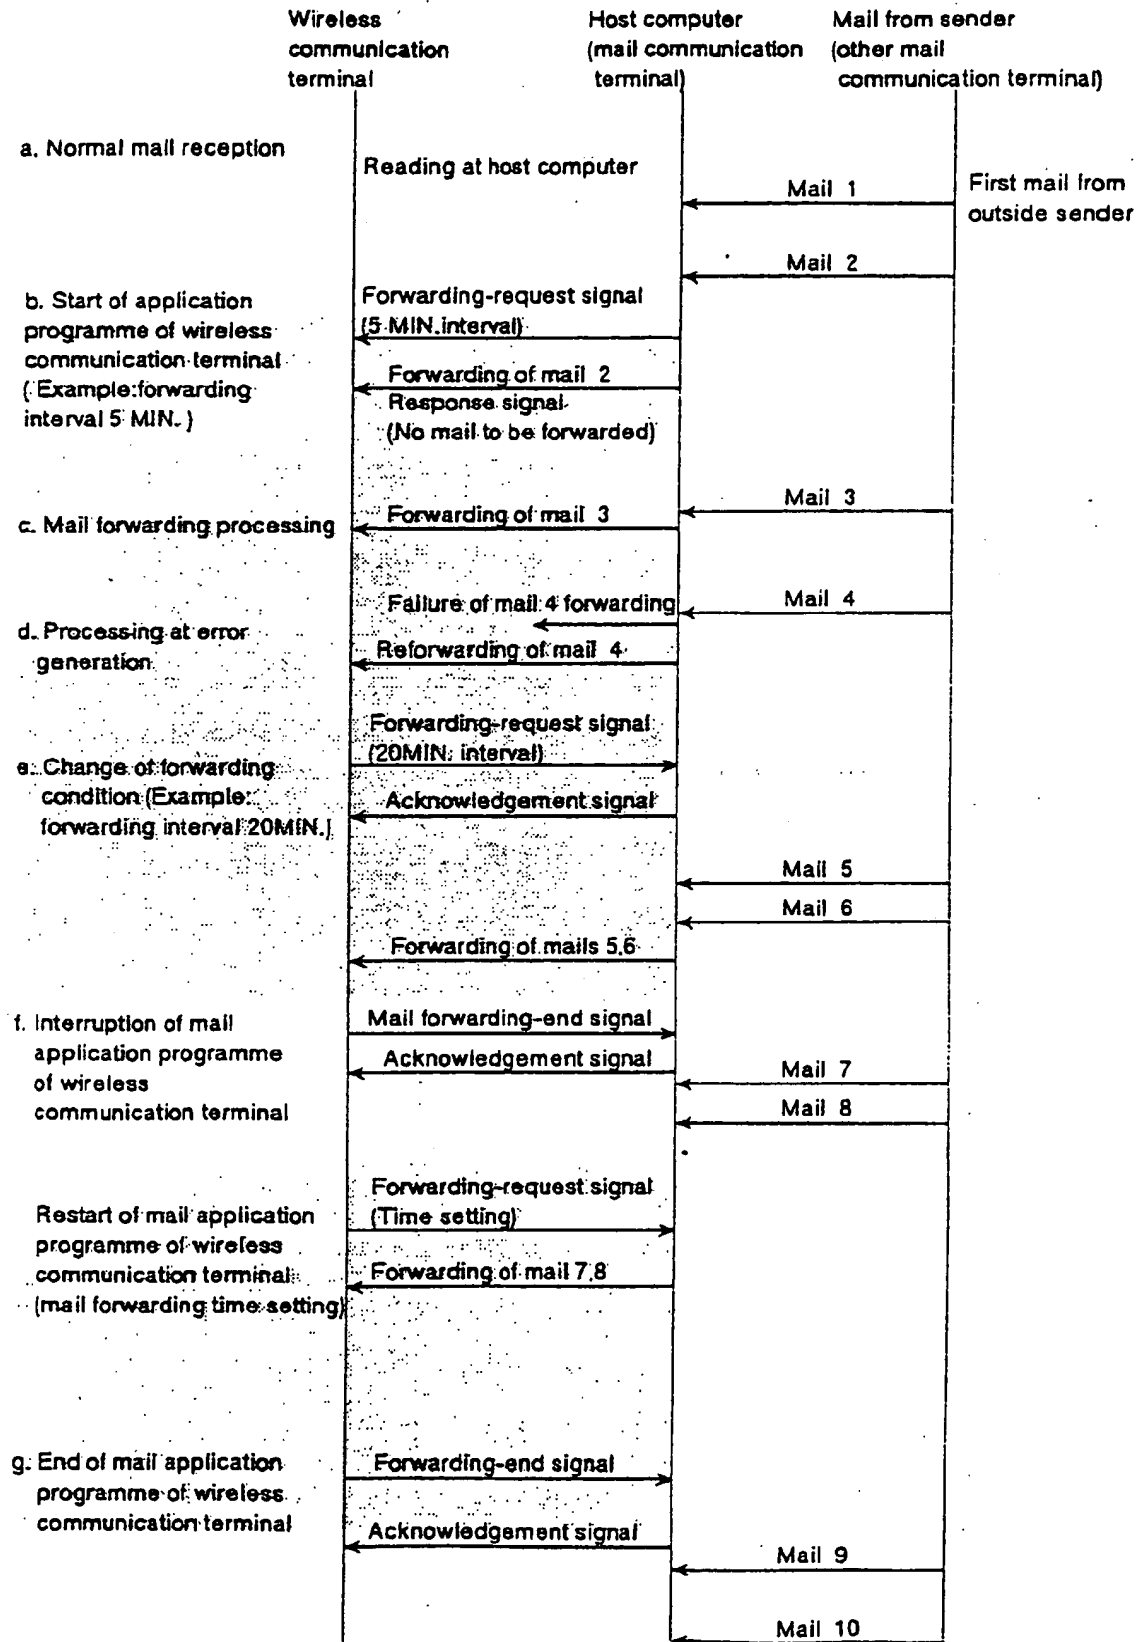 Wireless
communication
terminal
Host computer
(mail communication
terminal)
Mail from sender
(other mail
communication terminal)
a. Normal mail reception
Reading at host computer
Mail 1
First mail from
outside sender
Mail 2
b. Start of application
programme of wireless
communication terminal
(Example:forwarding
interval 5 MIN.)
Forwarding-request signal
(5 MIN.interval)
Forwarding of mail 2
Response signal
(No mail to be forwarded)
Mail 3
c. Mail forwarding processing
Forwarding of mail 3
Mail 4
Failure of mail 4 forwarding
d. Processing at error
generation
Reforwarding of mail 4
Forwarding-request signal
(20MIN. interval)
e. Change of forwarding
condition (Example:
forwarding interval 20MIN.)
Acknowledgement signal
Mail 5
Mail 6
Forwarding of mails 5,6
f. Interruption of mail
application programme
of wireless
communication terminal
Mail forwarding-end signal
Acknowledgement signal
Mail 7
Mail 8
Forwarding-request signal
(Time setting)
Restart of mail application
programme of wireless
communication terminal
(mail forwarding time setting)
Forwarding of mail 7,8
g. End of mail application
programme of wireless
communication terminal
Forwarding-end signal
Acknowledgement signal
Mail 9
Mail 10